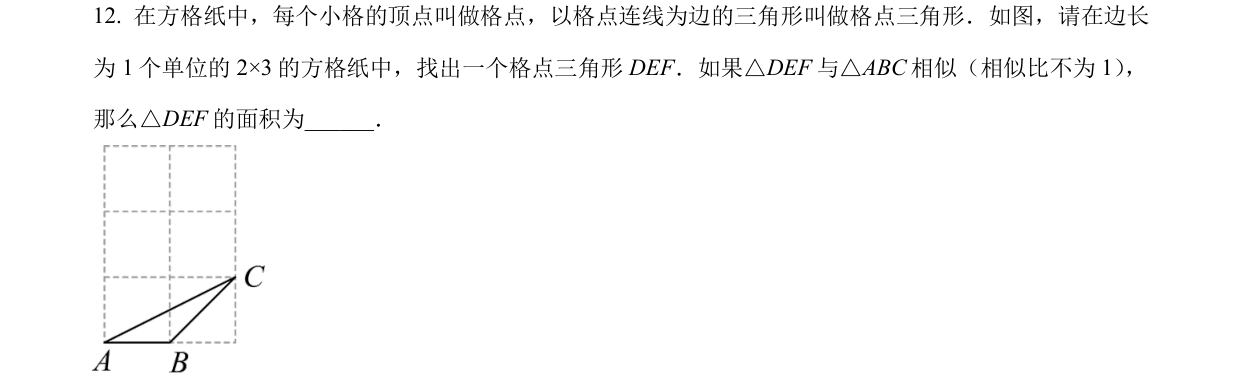 12. 在方格纸中，每个小格的顶点叫做格点，以格点连线为边的三角形叫做格点三角形．如图，请在边长
为 1 个单位的 2×3 的方格纸中，找出一个格点三角形 DEF．如果△DEF 与△ABC 相似（相似比不为 1），
那么△DEF 的面积为______．
C
A B